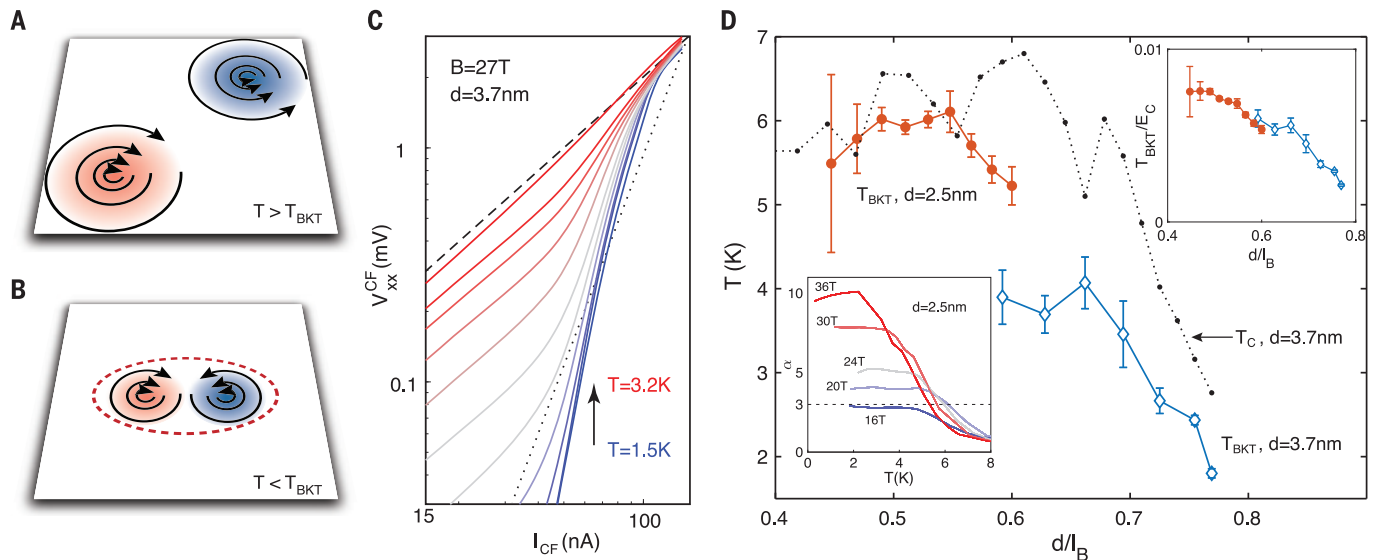 A
T > T_BKT
B
T < T_BKT
C
B=27T
d=3.7nm
T=3.2K
T=1.5K
1
0.1
15
100
V_xx^CF (mV)
I_CF (nA)
D
7
6
5
4
3
2
T (K)
0.4
0.5
0.6
0.7
0.8
d/l_B
T_BKT, d=2.5nm
T_C, d=3.7nm
T_BKT, d=3.7nm
0.01
0
T_BKT/E_C
0.4
0.6
0.8
d/l_B
36T
30T
24T
20T
16T
d=2.5nm
10
5
3
0
α
0
2
4
6
8
T(K)